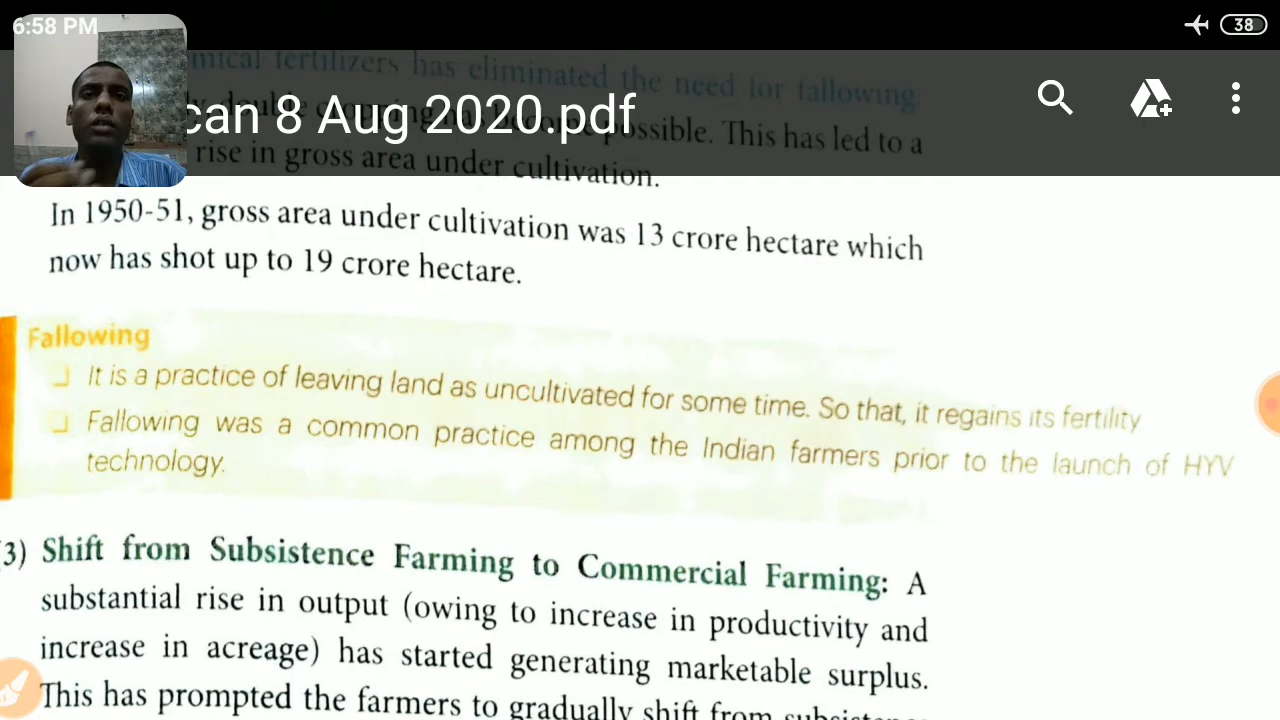 6:58 PM
38
mical fertilizers has eliminated the need for fallowing.
can 8 Aug 2020.pdf
double cropping has become possible. This has led to a
rise in gross area under cultivation.
In 1950-51, gross area under cultivation was 13 crore hectare which
now has shot up to 19 crore hectare.
Fallowing
It is a practice of leaving land as uncultivated for some time. So that, it regains its fertility
Fallowing was a common practice among the Indian farmers prior to the launch of HYV
technology.
3) Shift from Subsistence Farming to Commercial Farming: A
substantial rise in output (owing to increase in productivity and
increase in acreage) has started generating marketable surplus.
This has prompted the farmers to gradually shift from